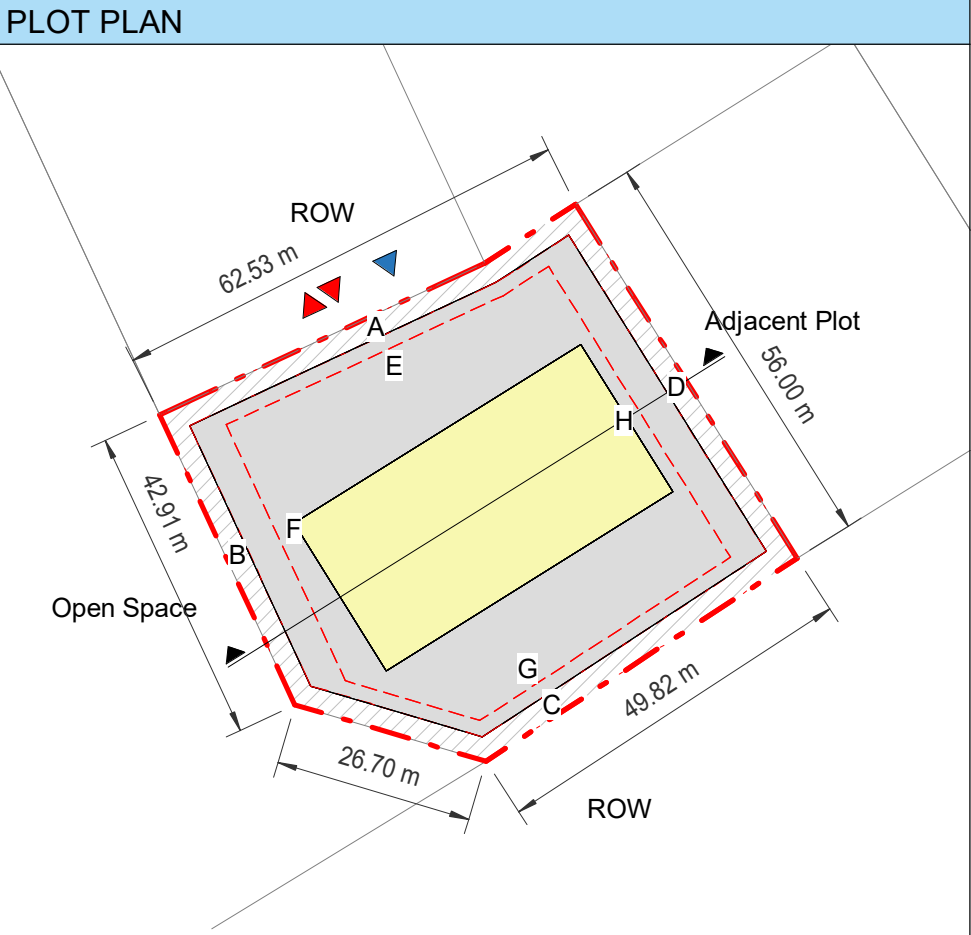 PLOT PLAN
ROW
62.53 m
A
E
Adjacent Plot
56.00 m
D
H
42.91 m
F
B
Open Space
G
C
49.82 m
26.70 m
ROW